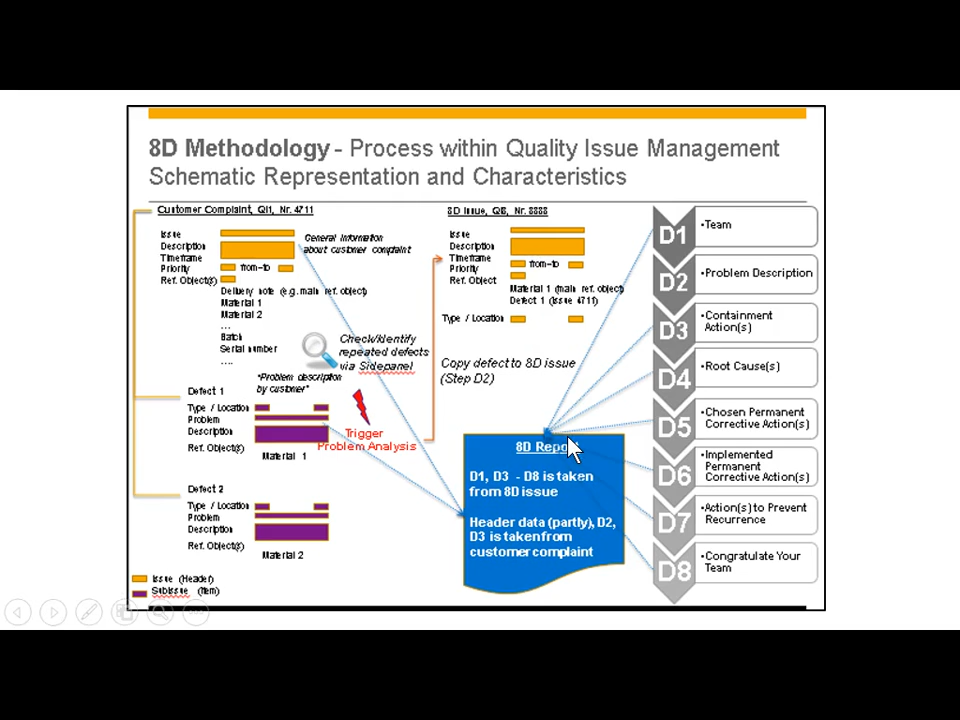 8D Methodology - Process within Quality Issue Management
Schematic Representation and Characteristics
Customer Complaint, QI1, Nr. 4711
Issue
Description
Timeframe
Priority
from-to
Ref. Object(s)
General information
about customer complaint
Delivery note (e.g. main ref. object)
Material 1
Material 2
....
Batch
Serial number
....
Check/Identify
repeated defects
via Sidepanel
"Problem description
by customer"
Defect 1
Type / Location
Problem
Description
Ref. Object(s)
Material 1
Trigger
Problem Analysis
Defect 2
Type / Location
Problem
Description
Ref. Object(s)
Material 2
Issue (Header)
Subissue (Item)
8D Issue, Nr. 8888
Issue
Description
Timeframe
Priority
from-to
Ref. Object
Material 1 (main ref. object)
Defect 1 (Issue 4711)
Type / Location
Copy defect to 8D issue
(Step D2)
8D Report
D1, D3 - D8 is taken
from 8D issue
Header data (partly), D2,
D3 is taken from
customer complaint
D1
•Team
D2
•Problem Description
D3
•Containment
Action(s)
D4
•Root Cause(s)
D5
•Chosen Permanent
Corrective Action(s)
D6
•Implemented
Permanent
Corrective Action(s)
D7
•Action(s) to Prevent
Recurrence
D8
•Congratulate Your
Team